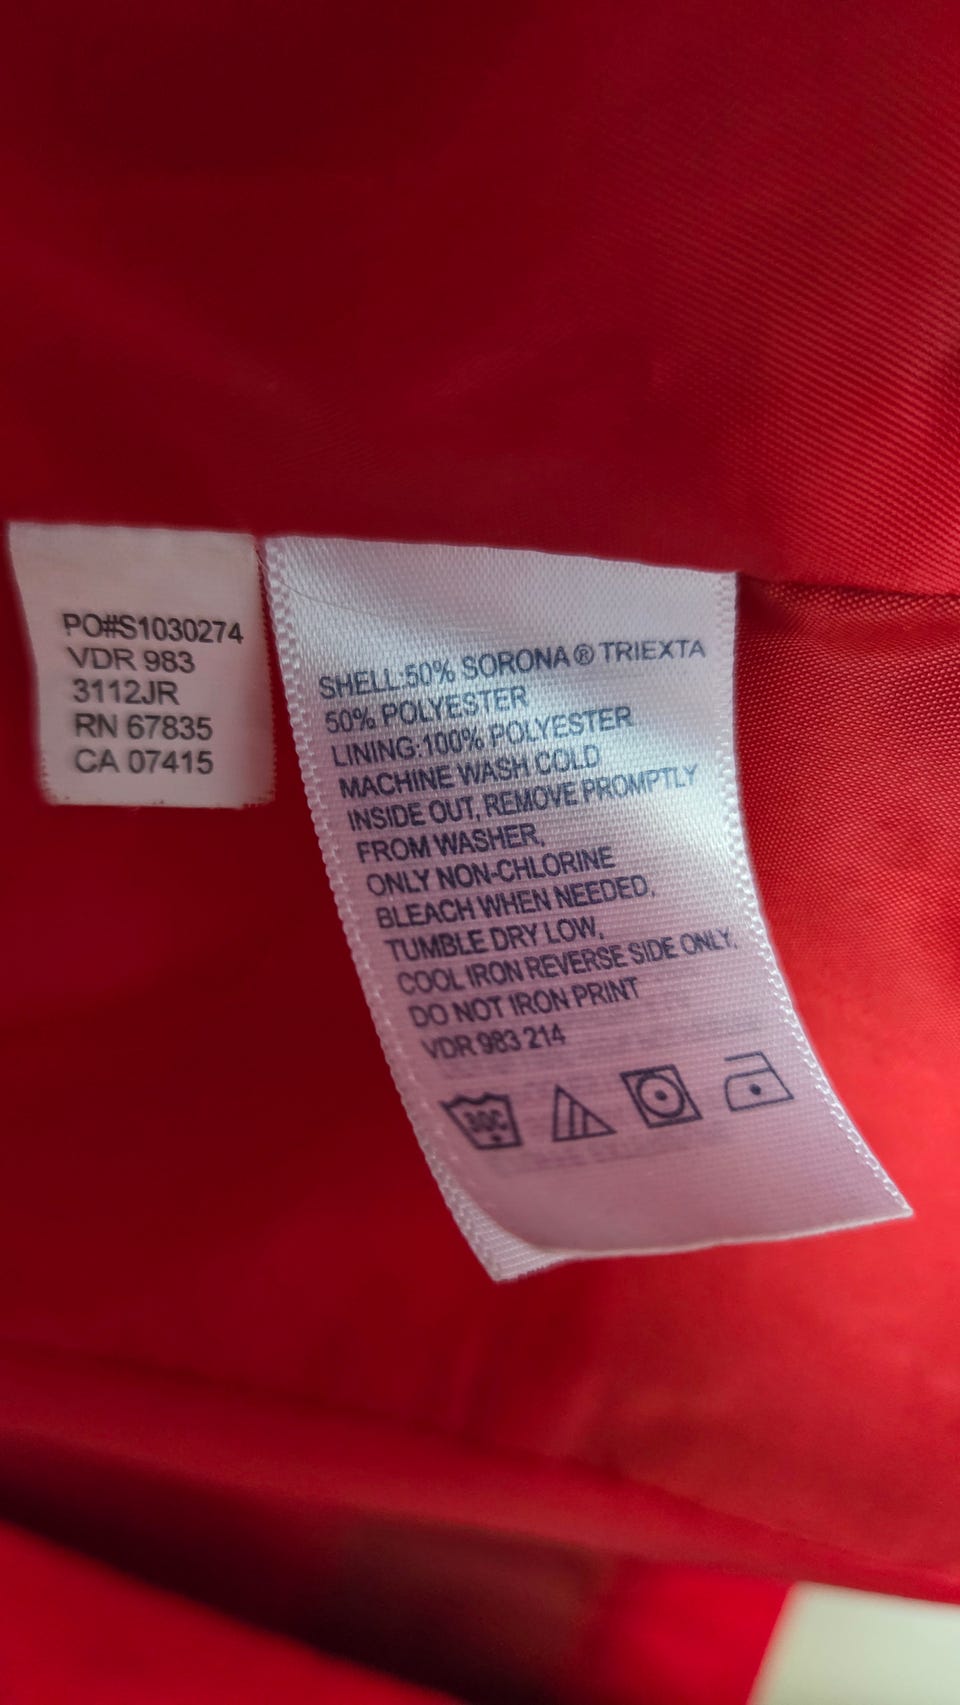 PO#S1030274
VDR 983
3112JR
RN 67835
CA 07415
SHELL:50% SORONA® TRIEXTA
50% POLYESTER
LINING:100% POLYESTER
MACHINE WASH COLD
INSIDE OUT, REMOVE PROMPTLY
FROM WASHER,
ONLY NON-CHLORINE
BLEACH WHEN NEEDED,
TUMBLE DRY LOW,
COOL IRON REVERSE SIDE ONLY,
DO NOT IRON PRINT
VDR 983 214
30C